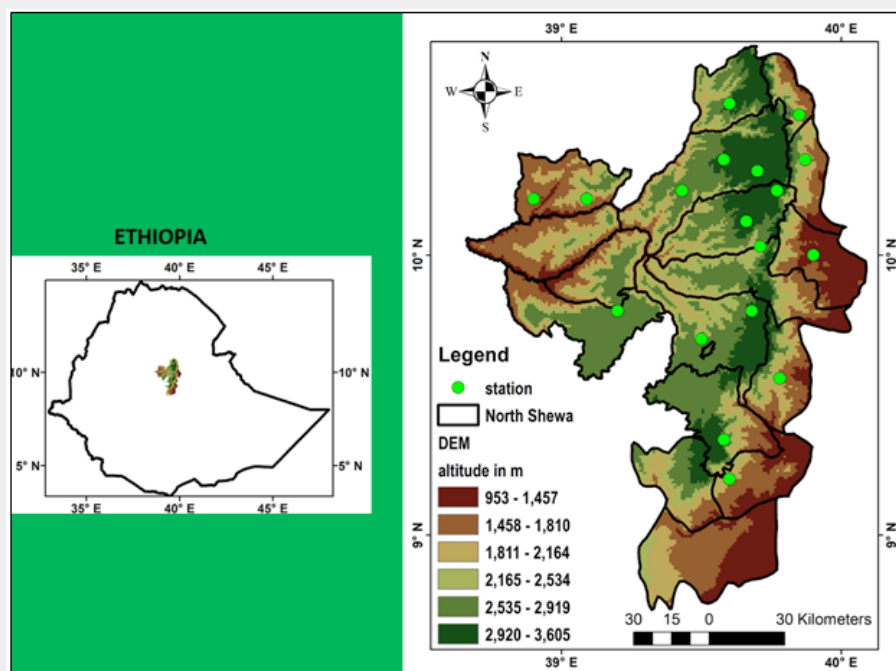 ETHIOPIA
35° E 40° E 45° E
10° N 10° N
5° N 5° N
35° E 40° E 45° E
39° E 40° E
N
W E
S
10° N 10° N
9° N 9° N
Legend
station
North Shewa
DEM
altitude in m
953 - 1,457
1,458 - 1,810
1,811 - 2,164
2,165 - 2,534
2,535 - 2,919
2,920 - 3,605
30 15 0 30 Kilometers
39° E 40° E